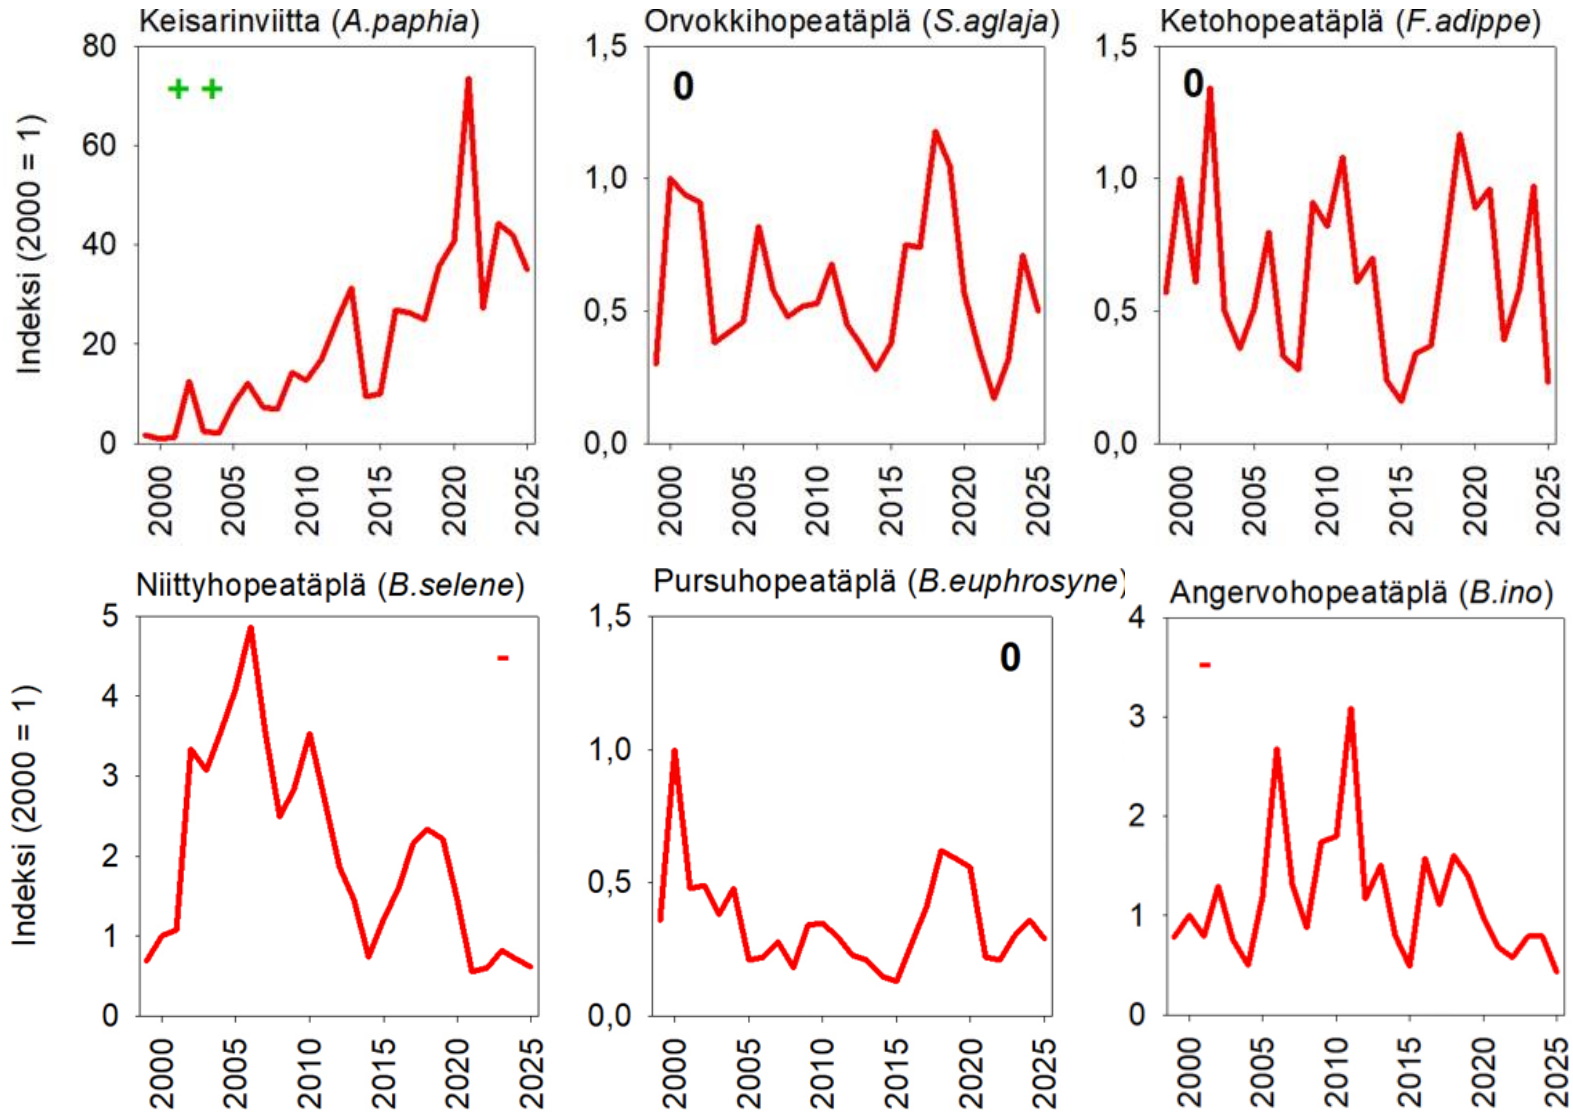 Keisarinviitta (A.paphia)
Orvokkihopeatäplä (S.aglaja)
Ketohopeatäplä (F.adippe)
Indeksi (2000 = 1)
80
60
40
20
0
+ +
2000 2005 2010 2015 2020 2025
1,5
1,0
0,5
0,0
0
2000 2005 2010 2015 2020 2025
1,5
1,0
0,5
0,0
0
2000 2005 2010 2015 2020 2025
Niittyhopeatäplä (B.selene)
Pursuhopeatäplä (B.euphrosyne)
Angervohopeatäplä (B.ino)
Indeksi (2000 = 1)
5
4
3
2
1
0
-
2000 2005 2010 2015 2020 2025
1,5
1,0
0,5
0,0
0
2000 2005 2010 2015 2020 2025
4
3
2
1
0
-
2000 2005 2010 2015 2020 2025